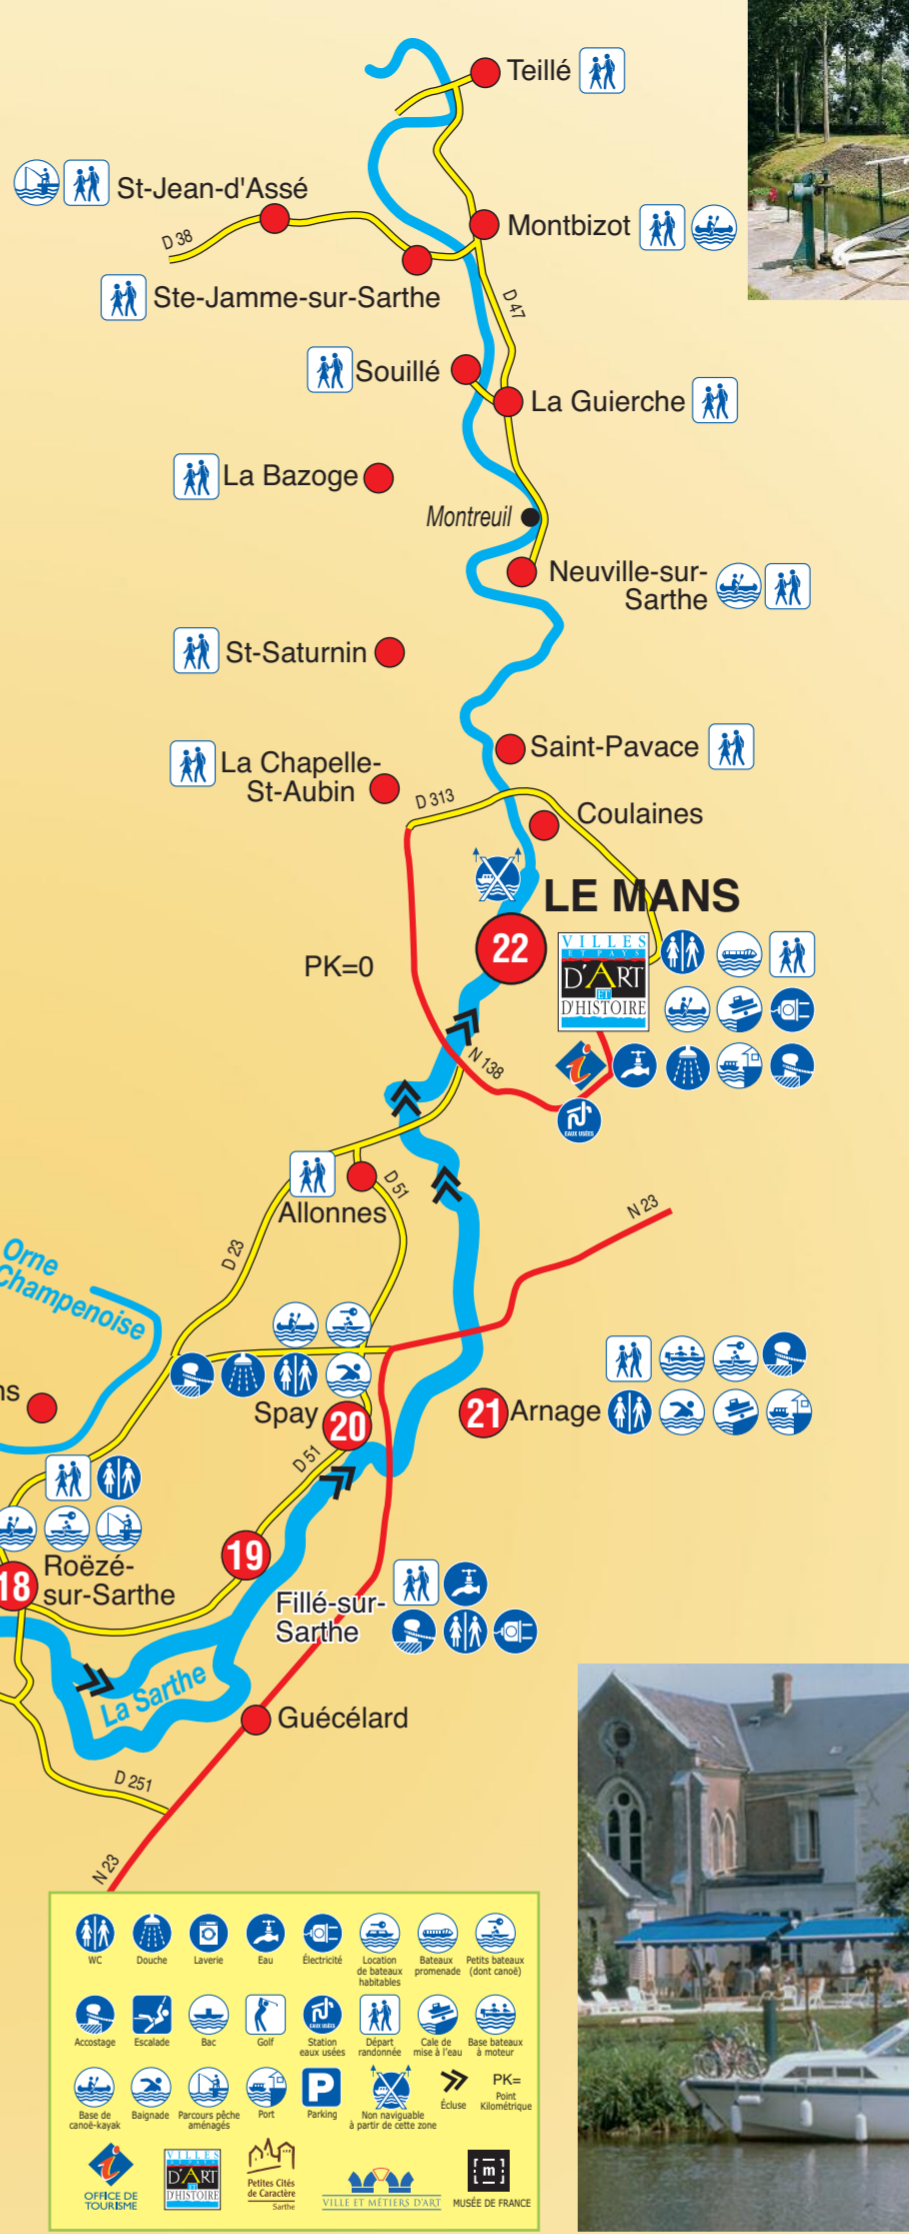 Teillé
St-Jean-d'Assé
D 38
Montbizot
Ste-Jamme-sur-Sarthe
D 47
Souillé
La Guierche
La Bazoge
Montreuil
Neuville-sur-
Sarthe
St-Saturnin
Saint-Pavace
La Chapelle-
St-Aubin
D 313
Coulaines
LE MANS
22
PK=0
VILLES
ET PAYS
D'ART
ET
D'HISTOIRE
N 138
i
EAUX USÉES
Allonnes
D 51
D 23
N 23
Orne
Champenoise
ns
Spay
20
21 Arnage
D 51
19
18
Roëzé-
sur-Sarthe
Fillé-sur-
Sarthe
La Sarthe
Guécélard
D 251
N 23
WC
Douche
Laverie
Eau
Électricité
Location
de bateaux
habitables
Bateaux
promenade
Petits bateaux
(dont canoë)
Accostage
Escalade
Bac
Golf
EAUX USÉES
Station
eaux usées
Départ
randonnée
Cale de
mise à l'eau
Base bateaux
à moteur
Base de
canoë-kayak
Baignade
Parcours pêche
aménagés
Port
P
Parking
Non naviguable
à partir de cette zone
Écluse
PK=
Point
Kilométrique
i
OFFICE DE
TOURISME
VILLES
ET PAYS
D'ART
ET
D'HISTOIRE
Petites Cités
de Caractère
Sarthe
VILLE ET MÉTIERS D'ART
[m]
MUSÉE DE FRANCE